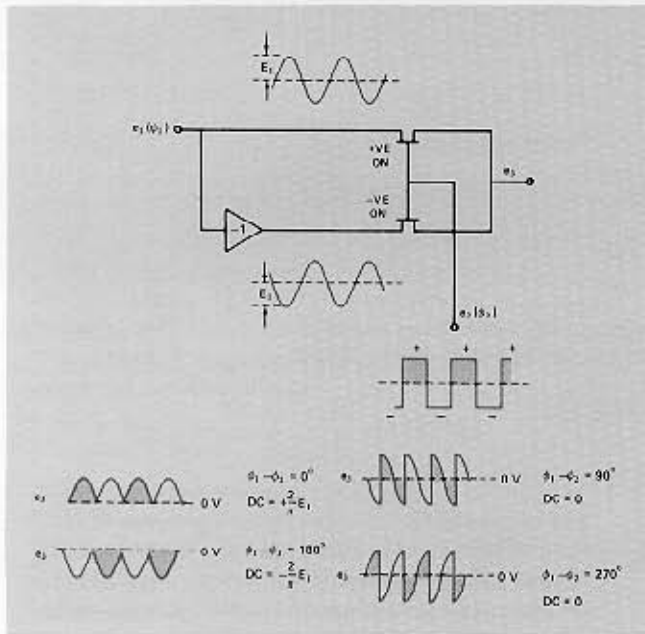 E₁
e₁(ϕ₁)
+VE
ON
e₃
−VE
ON
−1
E₁
e₂(ϕ₂)
+ + +
− − −
e₃ 0 V ϕ₁−ϕ₂ = 0° e₃ 0 V ϕ₁−ϕ₂ = 90°
DC = +2/π E₁ DC = 0
e₃ 0 V ϕ₁ ϕ₂ = 180° e₃ 0 V ϕ₁−ϕ₂ = 270°
DC = −2/π E₁ DC = 0